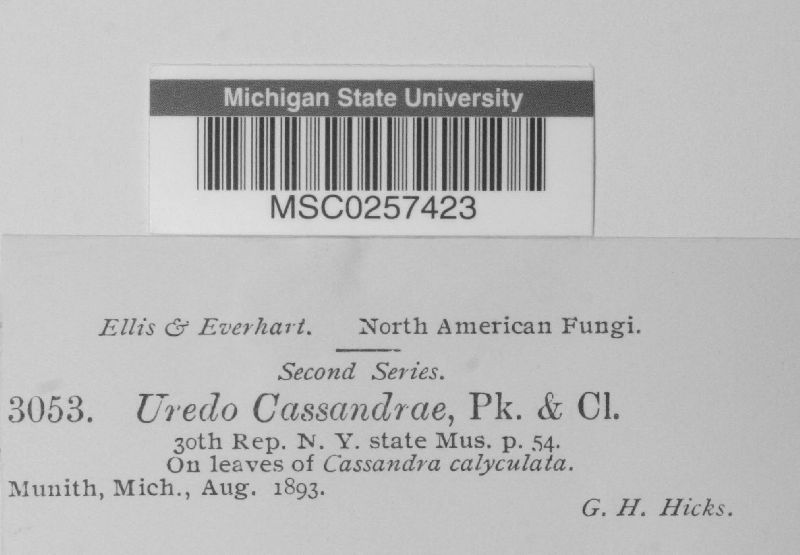 Michigan State University
MSC0257423
Ellis & Everhart. North American Fungi.
Second Series.
3053. Uredo Cassandrae, Pk. & Cl.
30th Rep. N. Y. state Mus. p. 54.
On leaves of Cassandra calyculata.
Munith, Mich., Aug. 1893.
G. H. Hicks.